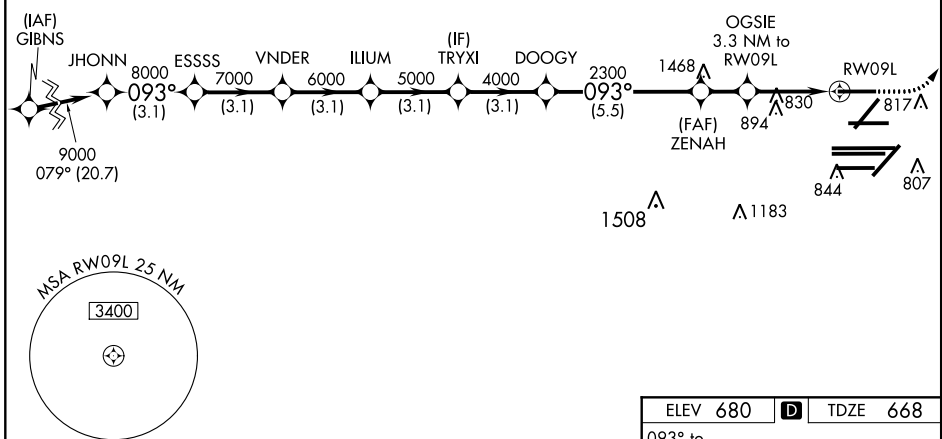 (IAF)
GIBNS
JHONN
8000
093°
(3.1)
ESSSS
7000
(3.1)
VNDER
6000
(3.1)
ILIUM
5000
(3.1)
(IF)
TRYXI
4000
(3.1)
DOOGY
2300
093°
(5.5)
1468
OGSIE
3.3 NM to
RW09L
RW09L
830
894
817
(FAF)
ZENAH
9000
079° (20.7)
844
807
1508
1183
MSA RW09L 25 NM
3400
ELEV 680 D TDZE 668
093° to